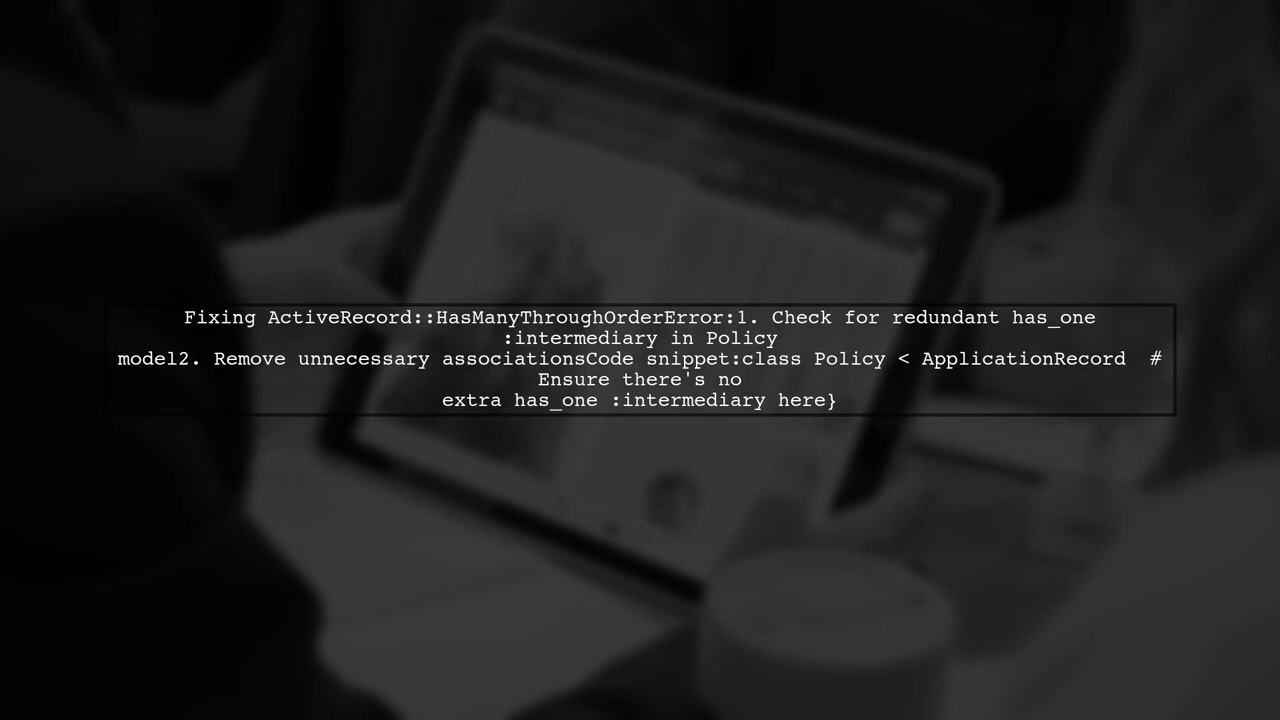 Fixing ActiveRecord::HasManyThroughOrderError:1. Check for redundant has_one
:intermediary in Policy
model2. Remove unnecessary associationsCode snippet:class Policy < ApplicationRecord  #
Ensure there's no
extra has_one :intermediary here}